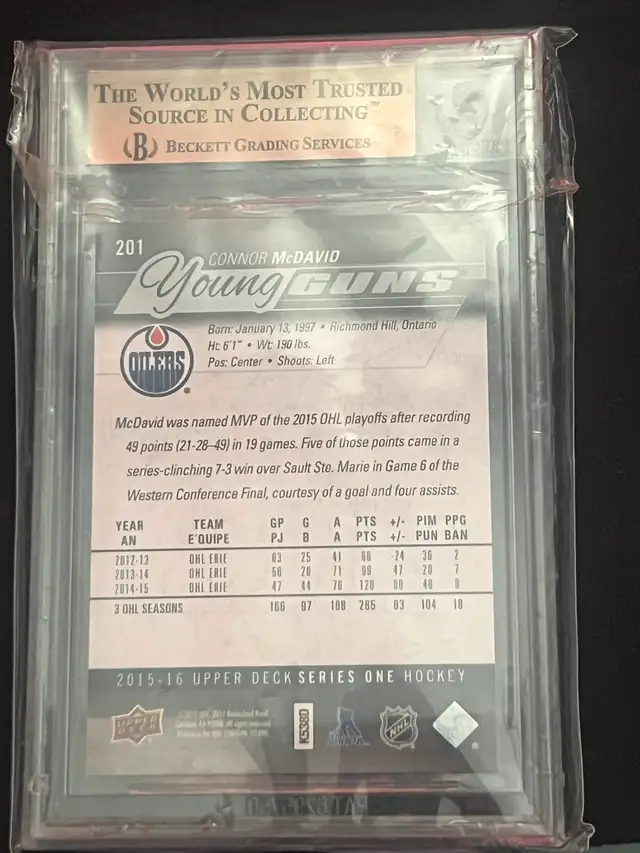 THE WORLD'S MOST TRUSTED
SOURCE IN COLLECTING™
B BECKETT GRADING SERVICES
201
CONNOR McDAVID
Young GUNS
Born: January 13, 1997 • Richmond Hill, Ontario
Ht: 6'1" • Wt: 190 lbs.
Pos: Center • Shoots: Left
OILERS
McDavid was named MVP of the 2015 OHL playoffs after recording
49 points (21-28–49) in 19 games. Five of those points came in a
series-clinching 7-3 win over Sault Ste. Marie in Game 6 of the
Western Conference Final, courtesy of a goal and four assists.
YEAR TEAM GP G A PTS +/- PIM PPG
AN E'QUIPE PJ B A PTS +/- PUN BAN
2012-13 OHL ERIE 63 25 41 66 -24 36 2
2013-14 OHL ERIE 56 28 71 99 47 20 7
2014-15 OHL ERIE 47 44 76 120 60 48
3 OHL SEASONS 166 97 188 285 83 104 18
2015-16 UPPER DECK SERIES ONE HOCKEY
UPPER DECK
K538D
NHLPA
NHL